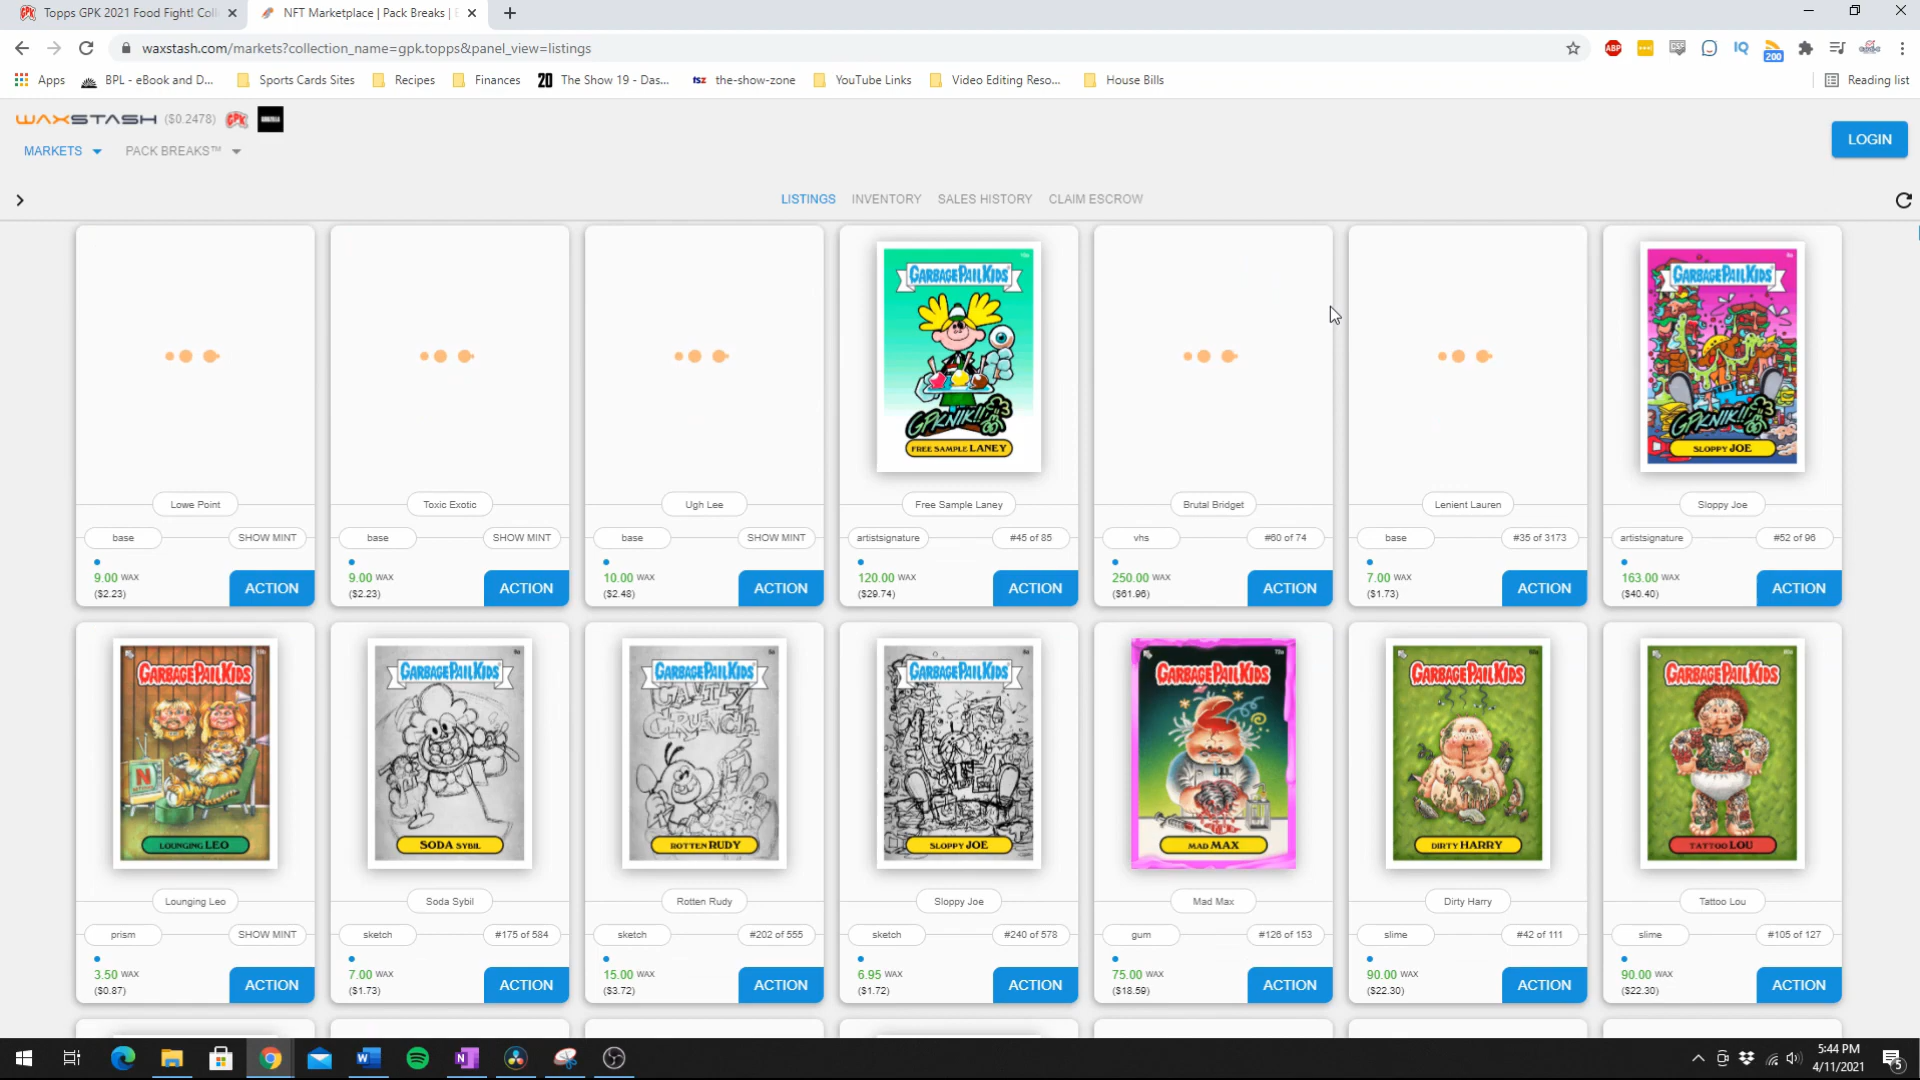 Topps GPK 2021 Food Fight! Coll
NFT Marketplace | Pack Breaks |
waxstash.com/markets?collection_name=gpk.topps&panel_view=listings
ABP
CSF
IQ
200
Apps
BPL - eBook and D...
Sports Cards Sites
Recipes
Finances
20 The Show 19 - Das...
tsz the-show-zone
YouTube Links
Video Editing Reso...
House Bills
Reading list
WAXSTASH ($0.2478) GPK
LOGIN
MARKETS PACK BREAKS™
LISTINGS INVENTORY SALES HISTORY CLAIM ESCROW
GARBAGE PAIL KIDS
GPKNIK!!
FREE SAMPLE LANEY
GARBAGE PAIL KIDS
GPKNIK!!
SLOPPY JOE
Lowe Point Toxic Exotic Ugh Lee Free Sample Laney Brutal Bridget Lenient Lauren Sloppy Joe
base SHOW MINT base SHOW MINT base SHOW MINT artistsignature #45 of 85 vhs #60 of 74 base #35 of 3173 artistsignature #52 of 96
9.00 WAX 9.00 WAX 10.00 WAX 120.00 WAX 250.00 WAX 7.00 WAX 163.00 WAX
($2.23) ($2.23) ($2.48) ($29.74) ($61.96) ($1.73) ($40.40)
ACTION ACTION ACTION ACTION ACTION ACTION ACTION
GARBAGE PAIL KIDS GARBAGE PAIL KIDS GARBAGE PAIL KIDS GARBAGE PAIL KIDS GARBAGE PAIL KIDS GARBAGE PAIL KIDS GARBAGE PAIL KIDS
CAVITY
CRUNCH
N
LOUNGING LEO SODA SYBIL ROTTEN RUDY SLOPPY JOE MAD MAX DIRTY HARRY TATTOO LOU
Lounging Leo Soda Sybil Rotten Rudy Sloppy Joe Mad Max Dirty Harry Tattoo Lou
prism SHOW MINT sketch #175 of 584 sketch #202 of 555 sketch #240 of 578 gum #126 of 153 slime #42 of 111 slime #105 of 127
3.50 WAX 7.00 WAX 15.00 WAX 6.95 WAX 75.00 WAX 90.00 WAX 90.00 WAX
($0.87) ($1.73) ($3.72) ($1.72) ($18.59) ($22.30) ($22.30)
ACTION ACTION ACTION ACTION ACTION ACTION ACTION
5:44 PM
4/11/2021
5